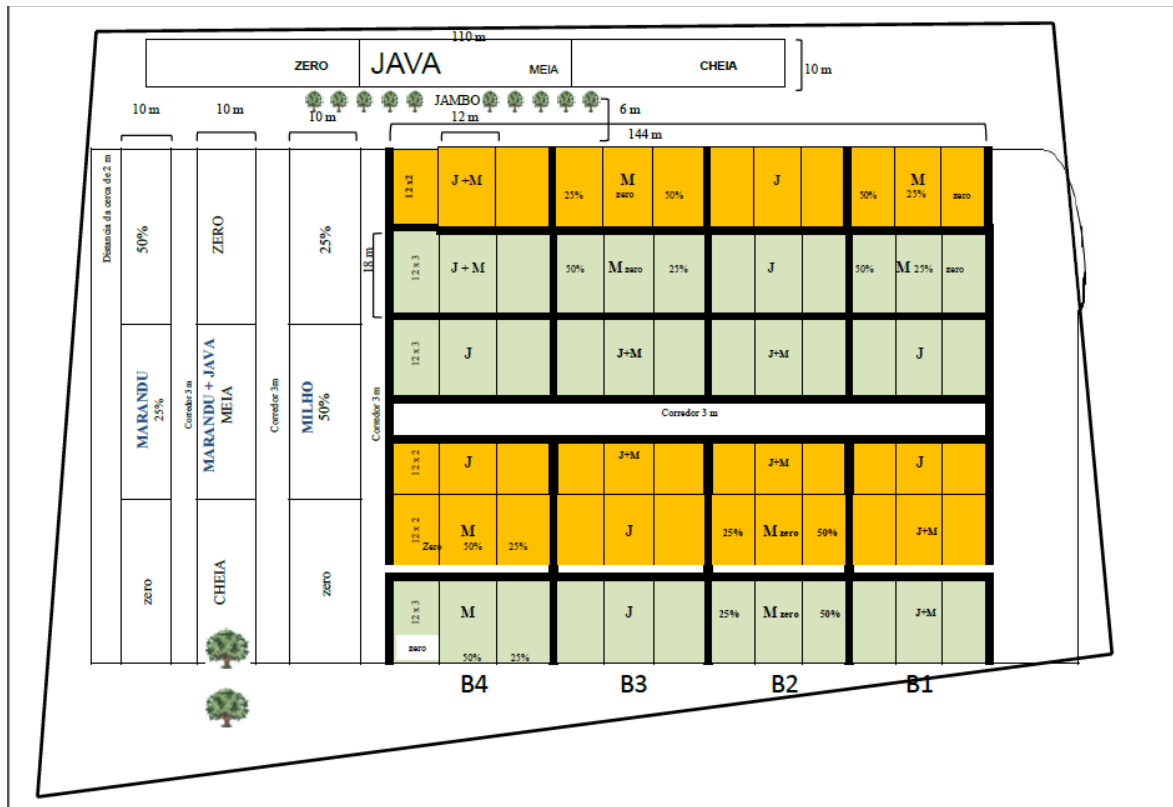 110 m
ZERO JAVA MEIA CHEIA
10 m
JAMBO
10 m 10 m 10 m 12 m 6 m
144 m
Distancia da cerca de 2 m
50%
MARANDU
25%
zero
Corredor 3 m
ZERO
MARANDU + JAVA
MEIA
CHEIA
Corredor 3m
25%
MILHO
50%
zero
Corredor 3 m
18 m
12 x2 J +M
25% M zero 50%
J
50% M 25% zero
12 x 3 J + M
50% M zero 25%
J
50% M 25% zero
12 x 3 J J+M J+M J
Corredor 3 m
12 x 2 J J+M J+M J
12 x 2 M
Zero 50% 25%
J
25% M zero 50%
J+M
12 x 3 M
zero
50% 25%
J
25% M zero 50%
J+M
B4 B3 B2 B1